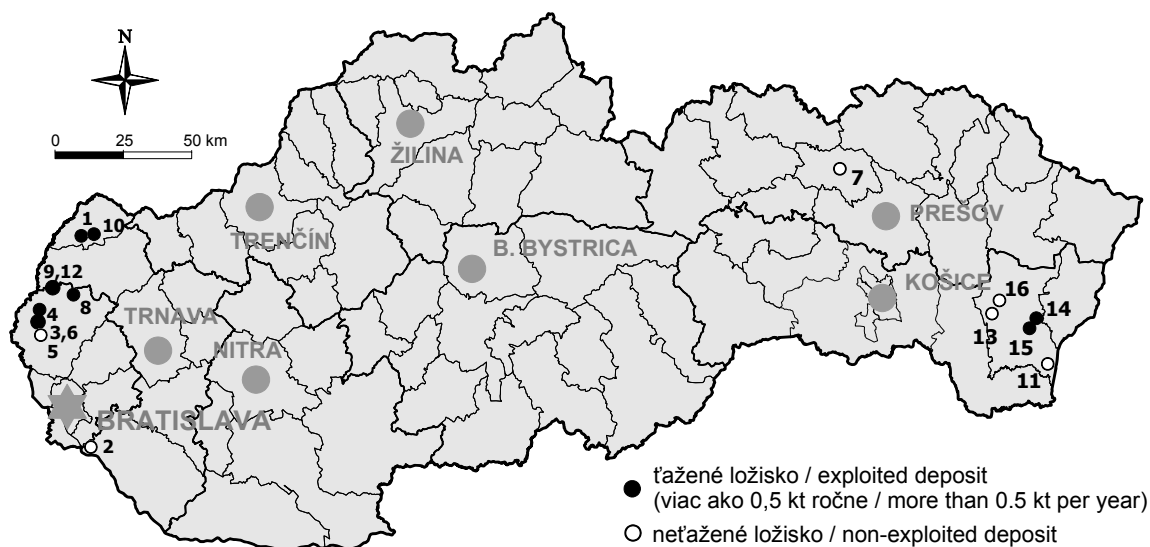 N
0 25 50 km
ŽILINA
7
PREŠOV
1 10
TRENČÍN
B. BYSTRICA
9,12
8
KOŠICE
16
14
4
TRNAVA
3,6
13
5
NITRA
15
11
BRATISLAVA
2
ťažené ložisko / exploited deposit
(viac ako 0,5 kt ročne / more than 0.5 kt per year)
neťažené ložisko / non-exploited deposit